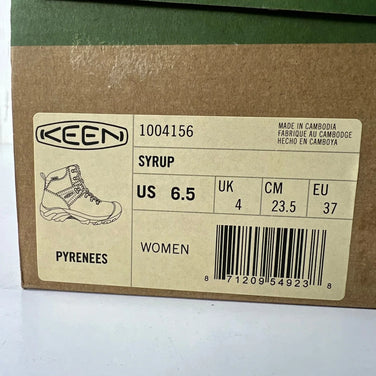 KEEN
1004156
MADE IN CAMBODIA
FABRIQUE AU CAMBODGE
HECHO EN CAMBOYA
SYRUP
US 6.5
UK 4
CM 23.5
EU 37
PYRENEES
WOMEN
8 71209 54923 8